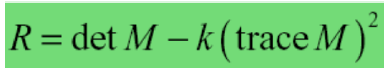 R = det M − k(trace M)²